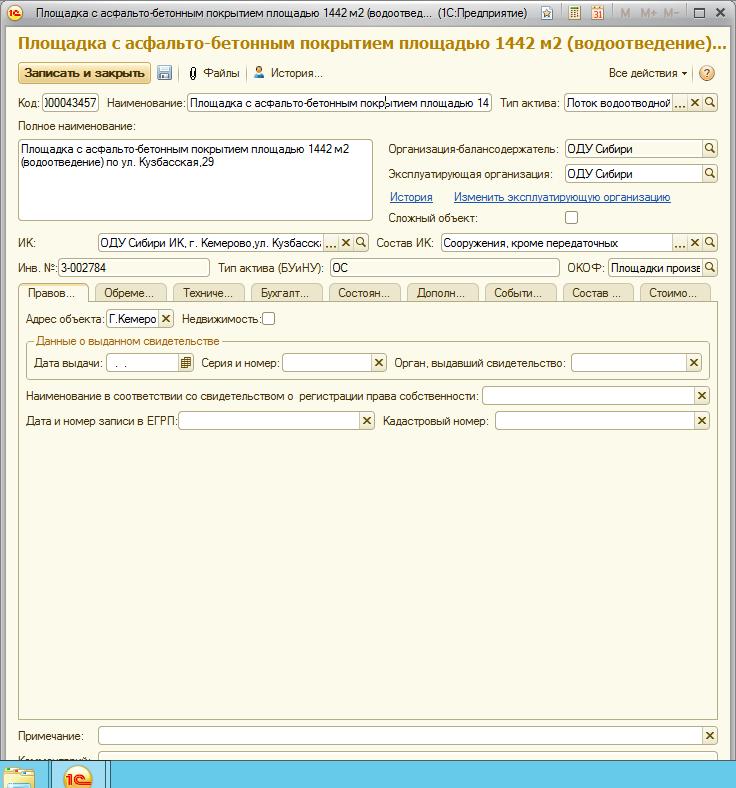 Площадка с асфальто-бетонным покрытием площадью 1442 м2 (водоотвед... (1С:Предприятие) 31 M M+ M-
Площадка с асфальто-бетонным покрытием площадью 1442 м2 (водоотведение)...
Записать и закрыть Файлы История... Все действия ?
Код: 000043457 Наименование: Площадка с асфальто-бетонным покрытием площадью 14 Тип актива: Лоток водоотводной ...
Полное наименование:
Площадка с асфальто-бетонным покрытием площадью 1442 м2
(водоотведение) по ул. Кузбасская,29
Организация-балансодержатель: ОДУ Сибири
Эксплуатирующая организация: ОДУ Сибири
История Изменить эксплуатирующую организацию
Сложный объект:
ИК: ОДУ Сибири ИК, г. Кемерово,ул. Кузбасска ... Состав ИК: Сооружения, кроме передаточных ...
Инв. №: 3-002784 Тип актива (БУиНУ): ОС ОКОФ: Площадки произв
Правов... Обреме... Техниче... Бухгалт... Состоян... Дополн... Событи... Состав ... Стоимо...
Адрес объекта: Г.Кемеро Недвижимость:
Данные о выданном свидетельстве
Дата выдачи: . . Серия и номер: Орган, выдавший свидетельство:
Наименование в соответствии со свидетельством о регистрации права собственности:
Дата и номер записи в ЕГРП: Кадастровый номер:
Примечание:
Комментарий:
1С